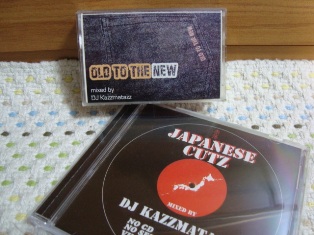 OLD TO THE NEW
mixed by
DJ Kazzmatazz
JAPANESE
CUTZ
MIXED BY
DJ KAZZMATA
NO CD